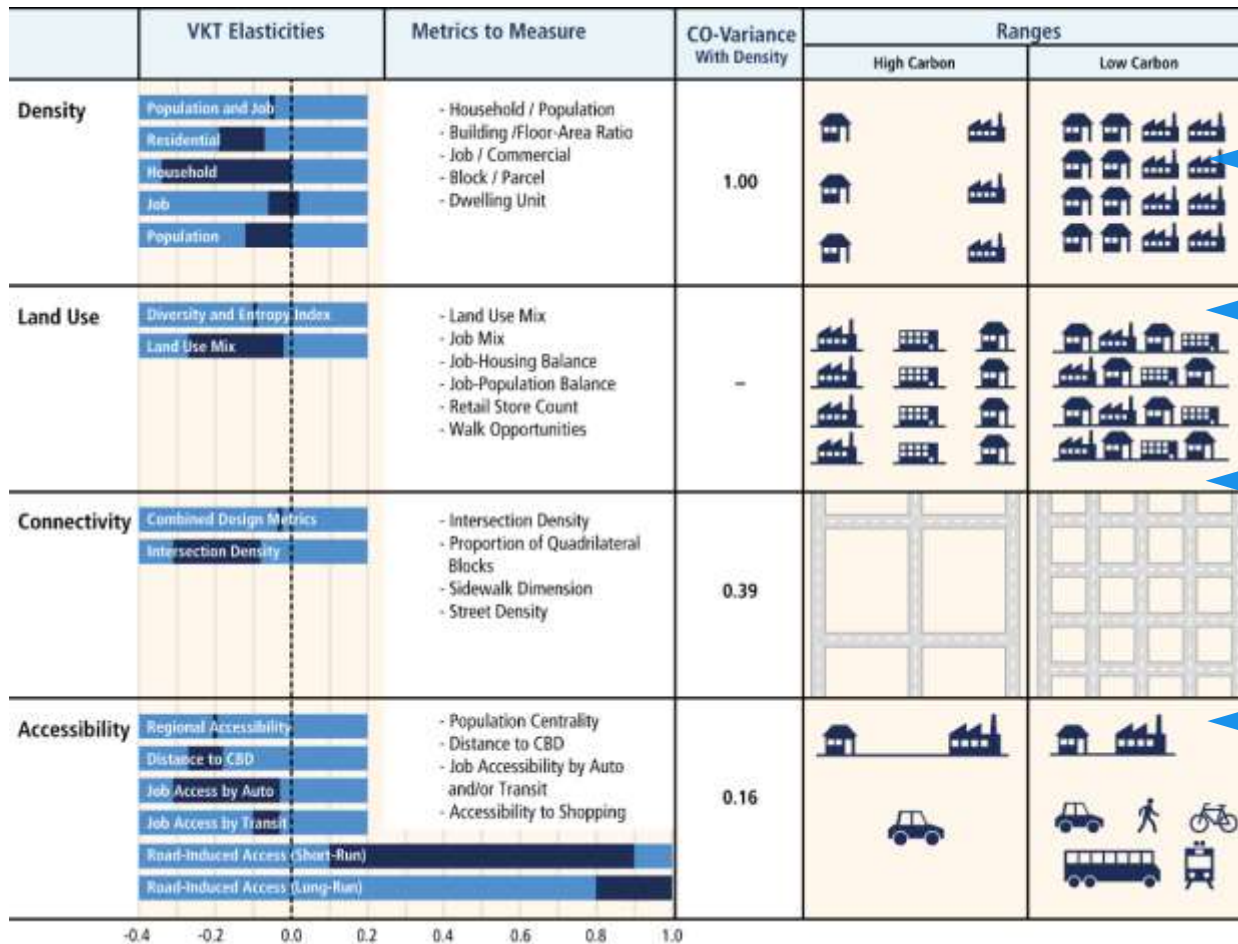 VKT Elasticities
Metrics to Measure
CO-Variance
With Density
Ranges
High Carbon
Low Carbon
Density
Population and Job
Residential
Household
Job
Population
- Household / Population
- Building /Floor-Area Ratio
- Job / Commercial
- Block / Parcel
- Dwelling Unit
1.00
Land Use
Diversity and Entropy Index
Land Use Mix
- Land Use Mix
- Job Mix
- Job-Housing Balance
- Job-Population Balance
- Retail Store Count
- Walk Opportunities
–
Connectivity
Combined Design Metrics
Intersection Density
- Intersection Density
- Proportion of Quadrilateral
Blocks
- Sidewalk Dimension
- Street Density
0.39
Accessibility
Regional Accessibility
Distance to CBD
Job Access by Auto
Job Access by Transit
Road-Induced Access (Short-Run)
Road-Induced Access (Long-Run)
- Population Centrality
- Distance to CBD
- Job Accessibility by Auto
and/or Transit
- Accessibility to Shopping
0.16
-0.4 -0.2 0.0 0.2 0.4 0.6 0.8 1.0